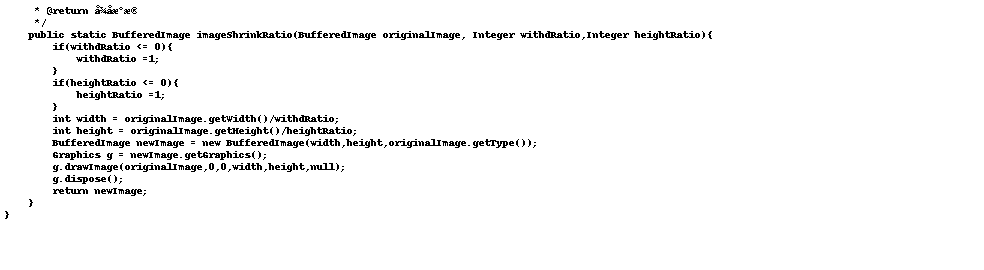 * @return å¾åæ°æ®
*/
public static BufferedImage imageShrinkRatio(BufferedImage originalImage, Integer withdRatio,Integer heightRatio){
if(withdRatio <= 0){
withdRatio =1;
}
if(heightRatio <= 0){
heightRatio =1;
}
int width = originalImage.getWidth()/withdRatio;
int height = originalImage.getHeight()/heightRatio;
BufferedImage newImage = new BufferedImage(width,height,originalImage.getType());
Graphics g = newImage.getGraphics();
g.drawImage(originalImage,0,0,width,height,null);
g.dispose();
return newImage;
}
}